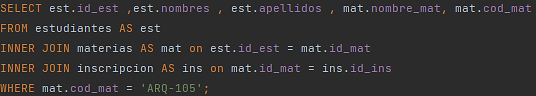 SELECT est.id_est ,est.nombres , est.apellidos , mat.nombre_mat, mat.cod_mat
FROM estudiantes AS est
INNER JOIN materias AS mat on est.id_est = mat.id_mat
INNER JOIN inscripcion AS ins on mat.id_mat = ins.id_ins
WHERE mat.cod_mat = 'ARQ-105';